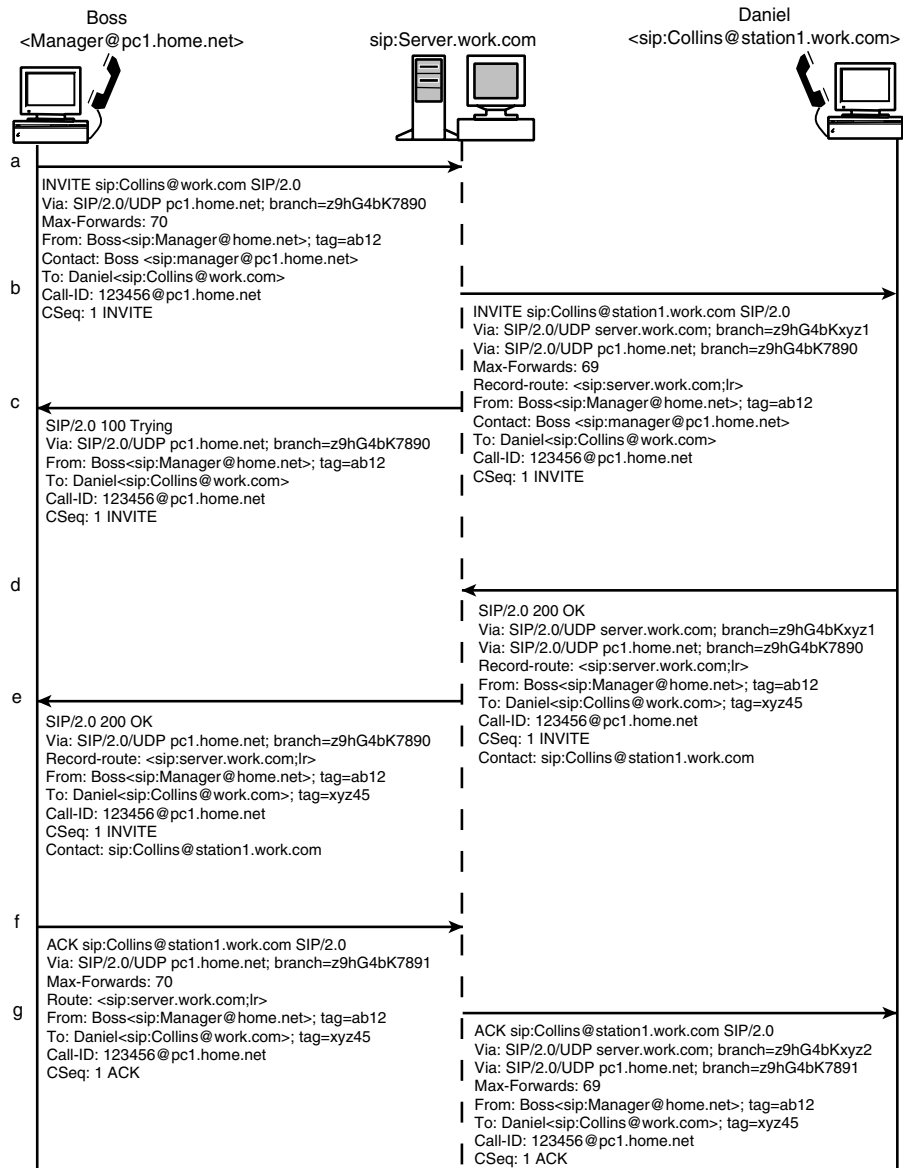 Boss
<Manager@pc1.home.net>
sip:Server.work.com
Daniel
<sip:Collins@station1.work.com>
a
INVITE sip:Collins@work.com SIP/2.0
Via: SIP/2.0/UDP pc1.home.net; branch=z9hG4bK7890
Max-Forwards: 70
From: Boss<sip:Manager@home.net>; tag=ab12
Contact: Boss <sip:manager@pc1.home.net>
To: Daniel<sip:Collins@work.com>
Call-ID: 123456@pc1.home.net
CSeq: 1 INVITE
b
INVITE sip:Collins@station1.work.com SIP/2.0
Via: SIP/2.0/UDP server.work.com; branch=z9hG4bKxyz1
Via: SIP/2.0/UDP pc1.home.net; branch=z9hG4bK7890
Max-Forwards: 69
Record-route: <sip:server.work.com;lr>
From: Boss<sip:Manager@home.net>; tag=ab12
Contact: Boss <sip:manager@pc1.home.net>
To: Daniel<sip:Collins@work.com>
Call-ID: 123456@pc1.home.net
CSeq: 1 INVITE
c
SIP/2.0 100 Trying
Via: SIP/2.0/UDP pc1.home.net; branch=z9hG4bK7890
From: Boss<sip:Manager@home.net>; tag=ab12
To: Daniel<sip:Collins@work.com>
Call-ID: 123456@pc1.home.net
CSeq: 1 INVITE
d
SIP/2.0 200 OK
Via: SIP/2.0/UDP server.work.com; branch=z9hG4bKxyz1
Via: SIP/2.0/UDP pc1.home.net; branch=z9hG4bK7890
Record-route: <sip:server.work.com;lr>
From: Boss<sip:Manager@home.net>; tag=ab12
To: Daniel<sip:Collins@work.com>; tag=xyz45
Call-ID: 123456@pc1.home.net
CSeq: 1 INVITE
Contact: sip:Collins@station1.work.com
e
SIP/2.0 200 OK
Via: SIP/2.0/UDP pc1.home.net; branch=z9hG4bK7890
Record-route: <sip:server.work.com;lr>
From: Boss<sip:Manager@home.net>; tag=ab12
To: Daniel<sip:Collins@work.com>; tag=xyz45
Call-ID: 123456@pc1.home.net
CSeq: 1 INVITE
Contact: sip:Collins@station1.work.com
f
ACK sip:Collins@station1.work.com SIP/2.0
Via: SIP/2.0/UDP pc1.home.net; branch=z9hG4bK7891
Max-Forwards: 70
Route: <sip:server.work.com;lr>
From: Boss<sip:Manager@home.net>; tag=ab12
To: Daniel<sip:Collins@work.com>; tag=xyz45
Call-ID: 123456@pc1.home.net
CSeq: 1 ACK
g
ACK sip:Collins@station1.work.com SIP/2.0
Via: SIP/2.0/UDP server.work.com; branch=z9hG4bKxyz2
Via: SIP/2.0/UDP pc1.home.net; branch=z9hG4bK7891
Max-Forwards: 69
From: Boss<sip:Manager@home.net>; tag=ab12
To: Daniel<sip:Collins@work.com>; tag=xyz45
Call-ID: 123456@pc1.home.net
CSeq: 1 ACK